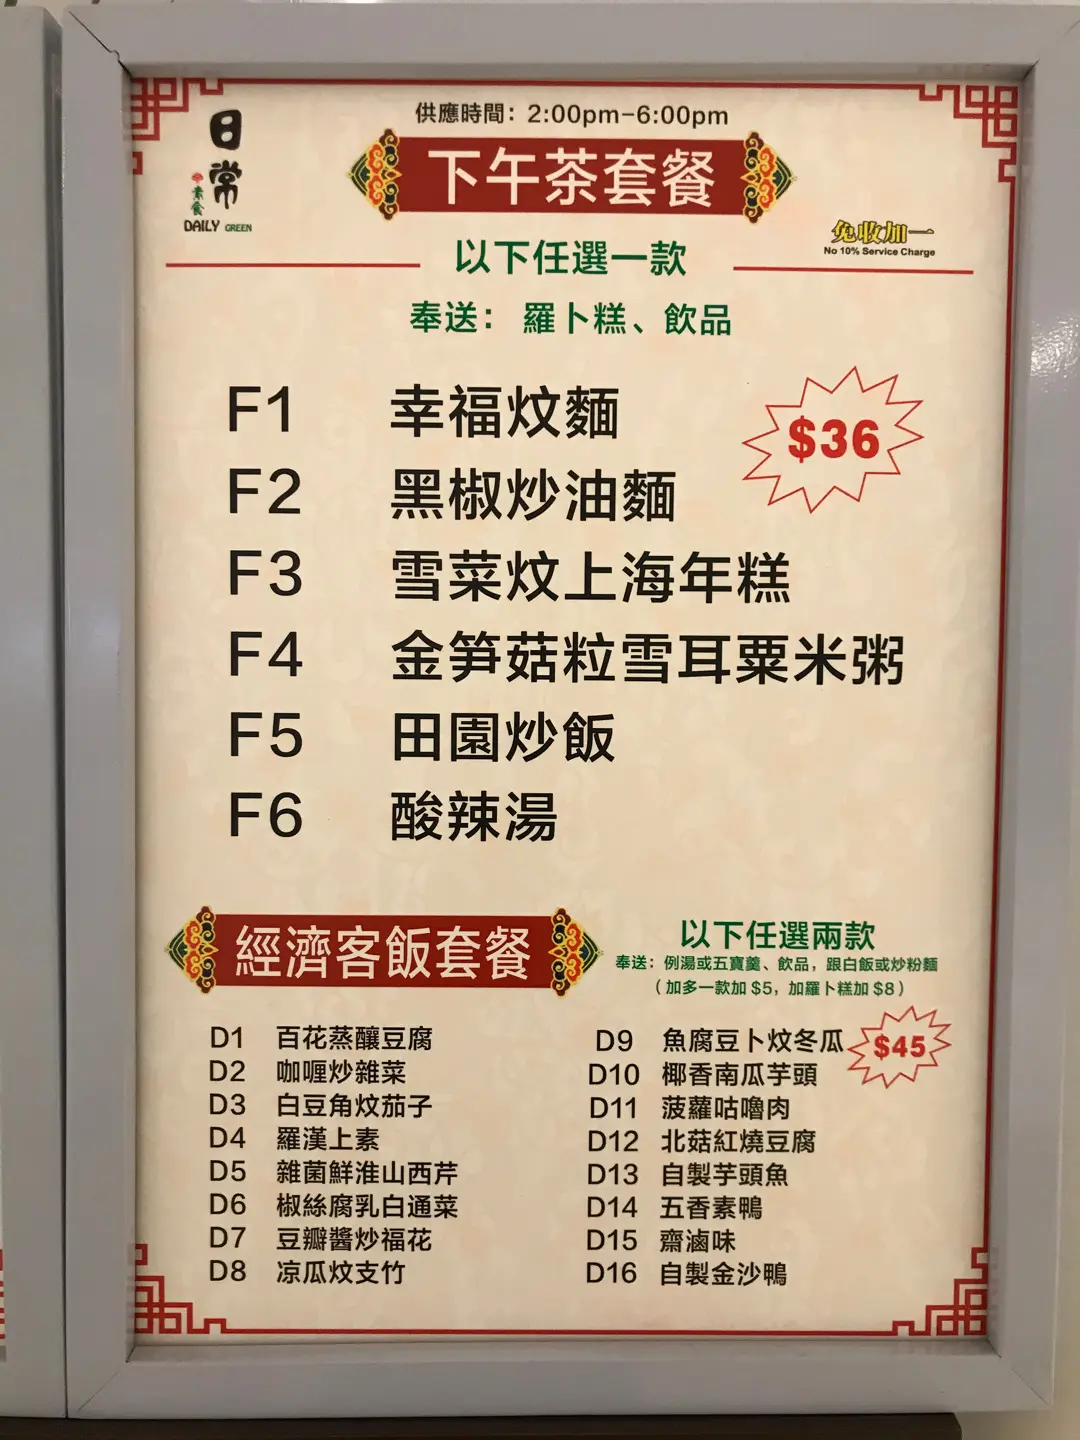 日常
素食
DAILY GREEN
供應時間：2:00pm-6:00pm
下午茶套餐
免收加一
No 10% Service Charge
以下任選一款
奉送： 羅卜糕、飲品
$36
F1 幸福炆麵
F2 黑椒炒油麵
F3 雪菜炆上海年糕
F4 金笋菇粒雪耳粟米粥
F5 田園炒飯
F6 酸辣湯
經濟客飯套餐
以下任選兩款
奉送：例湯或五寶羹、飲品，跟白飯或炒粉麵
（加多一款加 $5，加羅卜糕加 $8）
$45
D1 百花蒸釀豆腐
D2 咖喱炒雜菜
D3 白豆角炆茄子
D4 羅漢上素
D5 雜菌鮮淮山西芹
D6 椒絲腐乳白通菜
D7 豆瓣醬炒福花
D8 凉瓜炆支竹
D9 魚腐豆卜炆冬瓜
D10 椰香南瓜芋頭
D11 菠蘿咕嚕肉
D12 北菇紅燒豆腐
D13 自製芋頭魚
D14 五香素鴨
D15 齋滷味
D16 自製金沙鴨